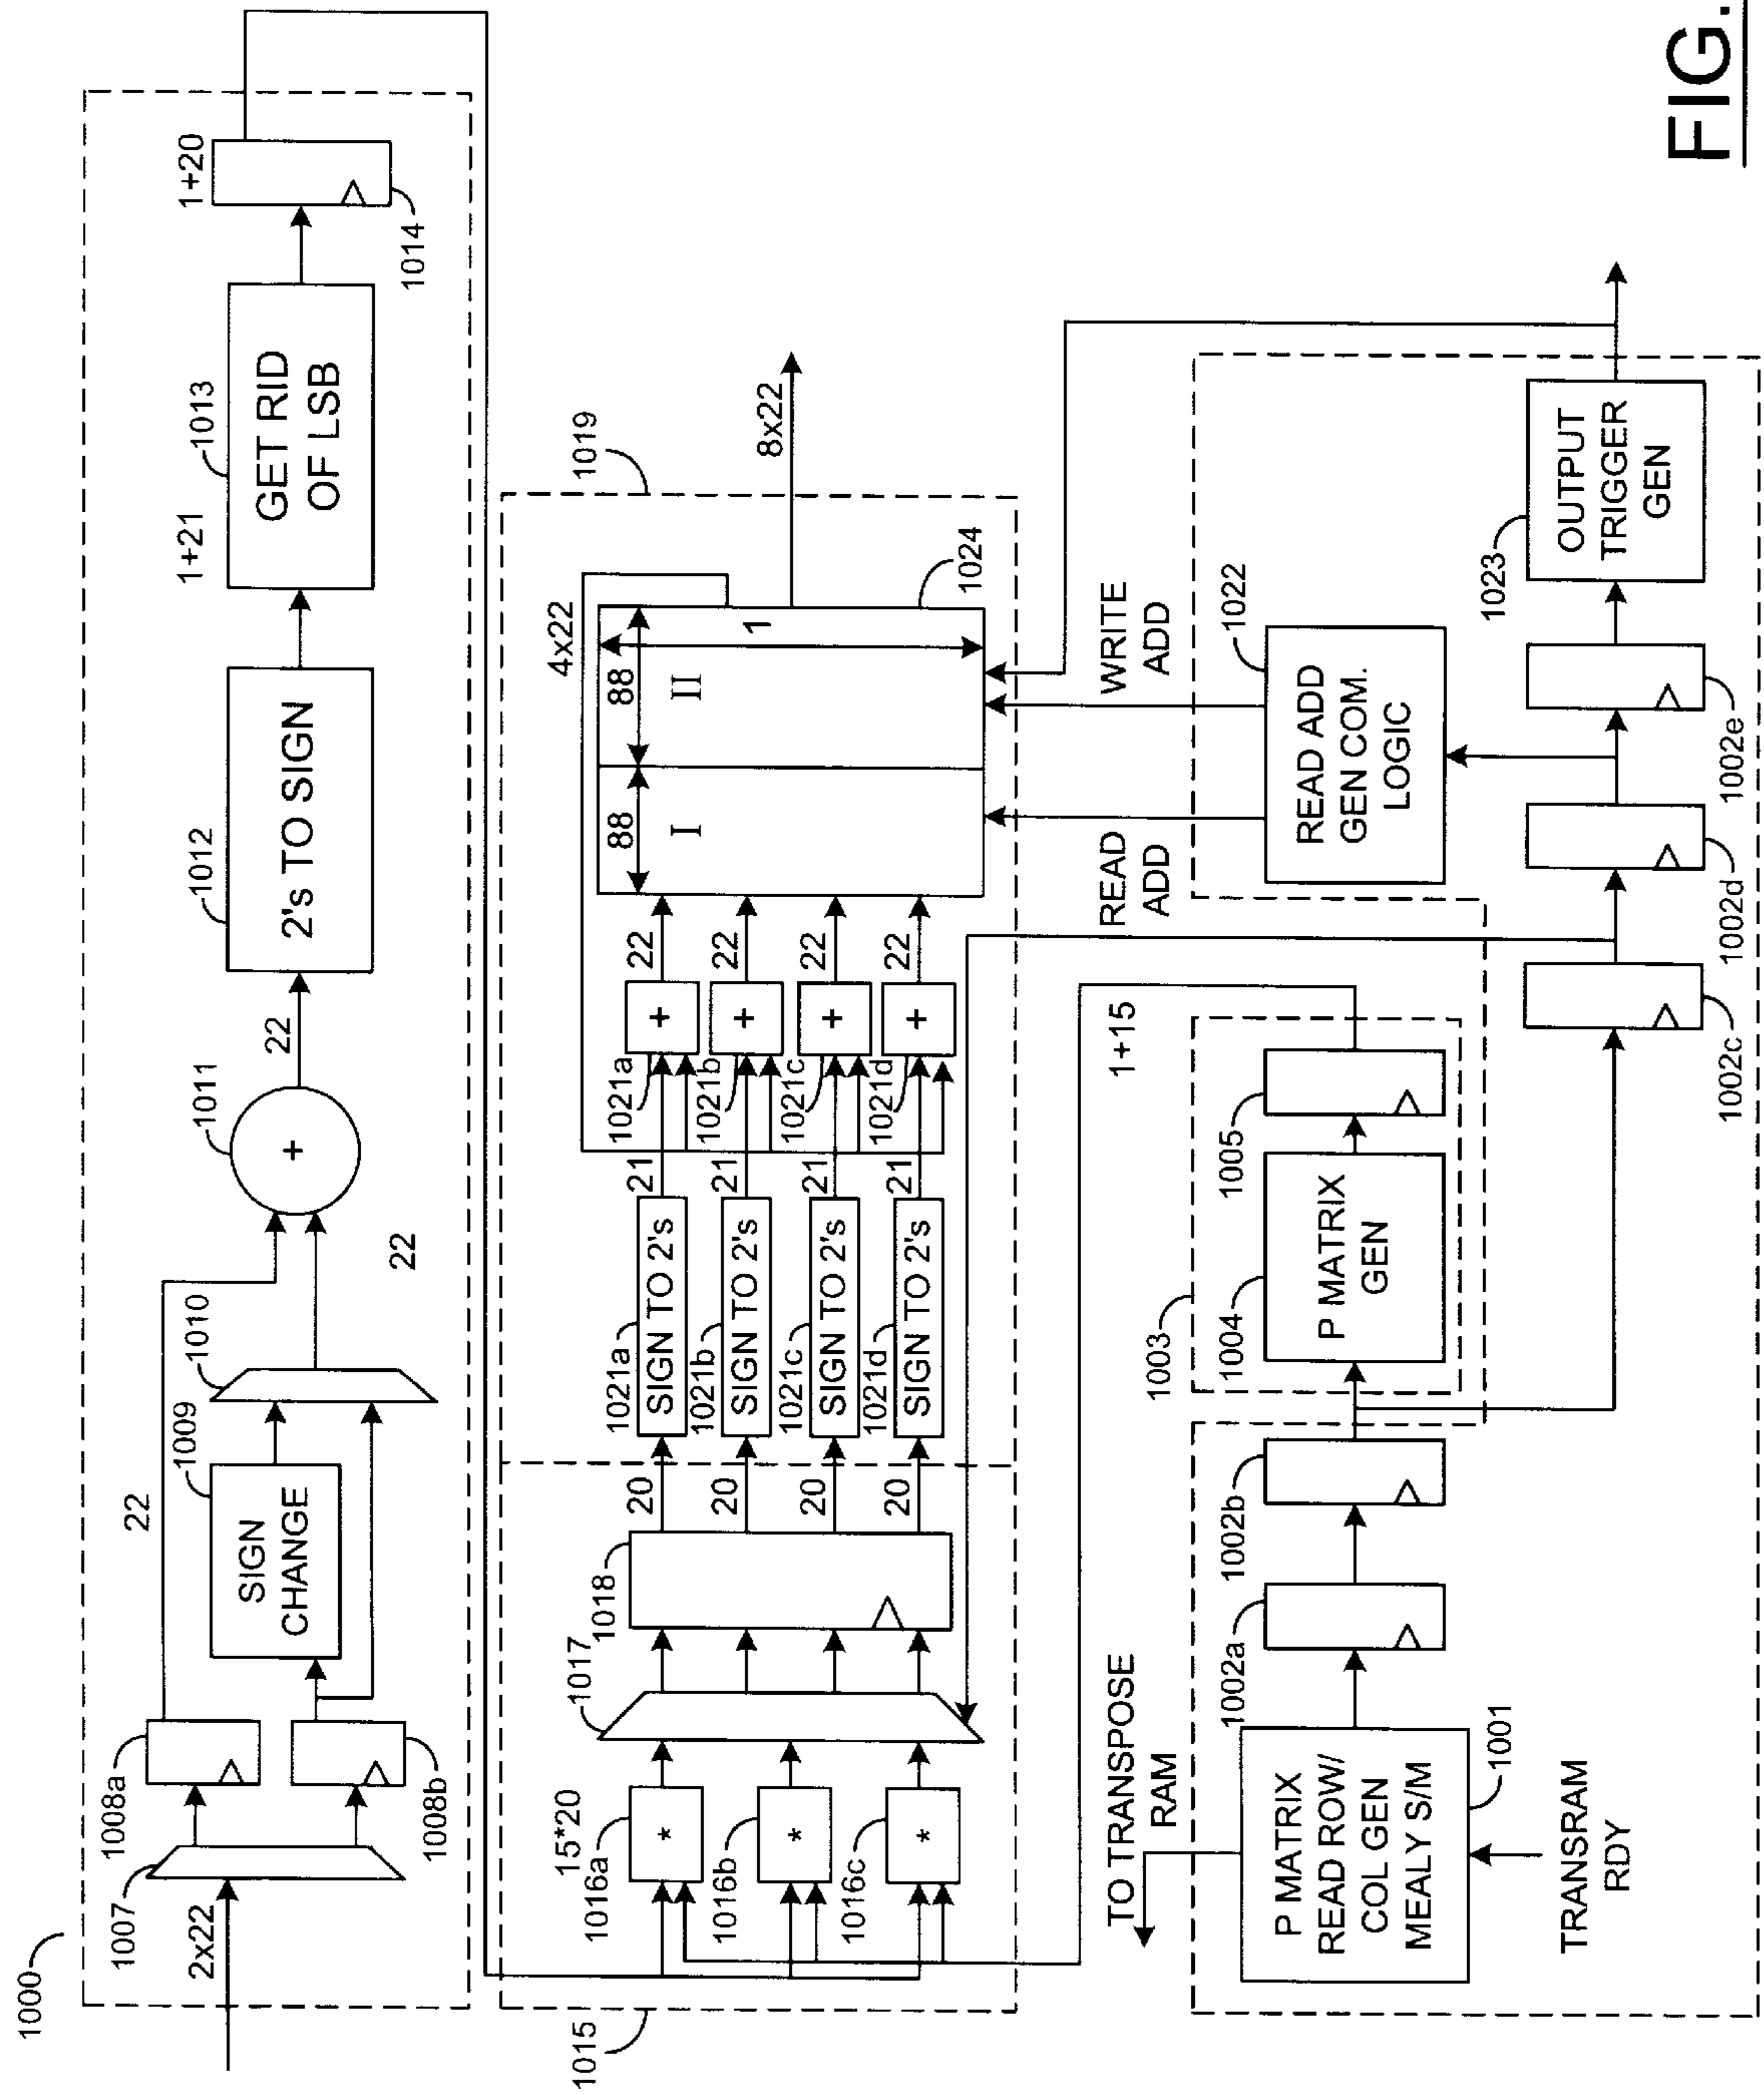 1000
1007
2x22
1008a
1008b
22
1009
SIGN
CHANGE
1010
22
1011
+
22
1012
2's TO SIGN
1+21
1013
GET RID
OF LSB
1+20
1014
1015
15*20
1016a
*
1016b
*
1016c
*
1017
1018
20
20
20
20
1021a
SIGN TO 2's
1021b
SIGN TO 2's
1021c
SIGN TO 2's
1021d
SIGN TO 2's
21
21
21
21
1021a
+
1021b
+
1021c
+
1021d
+
22
22
22
22
4x22
88
I
88
II
1
1024
1019
8x22
TO TRANSPOSE
RAM
P MATRIX
READ ROW/
COL GEN
MEALY S/M
1001
TRANSRAM
RDY
1002a
1002b
1003
1004
P MATRIX
GEN
1005
1+15
READ
ADD
WRITE
ADD
1022
READ ADD
GEN COM.
LOGIC
1002c
1002d
1002e
1023
OUTPUT
TRIGGER
GEN
FIG.